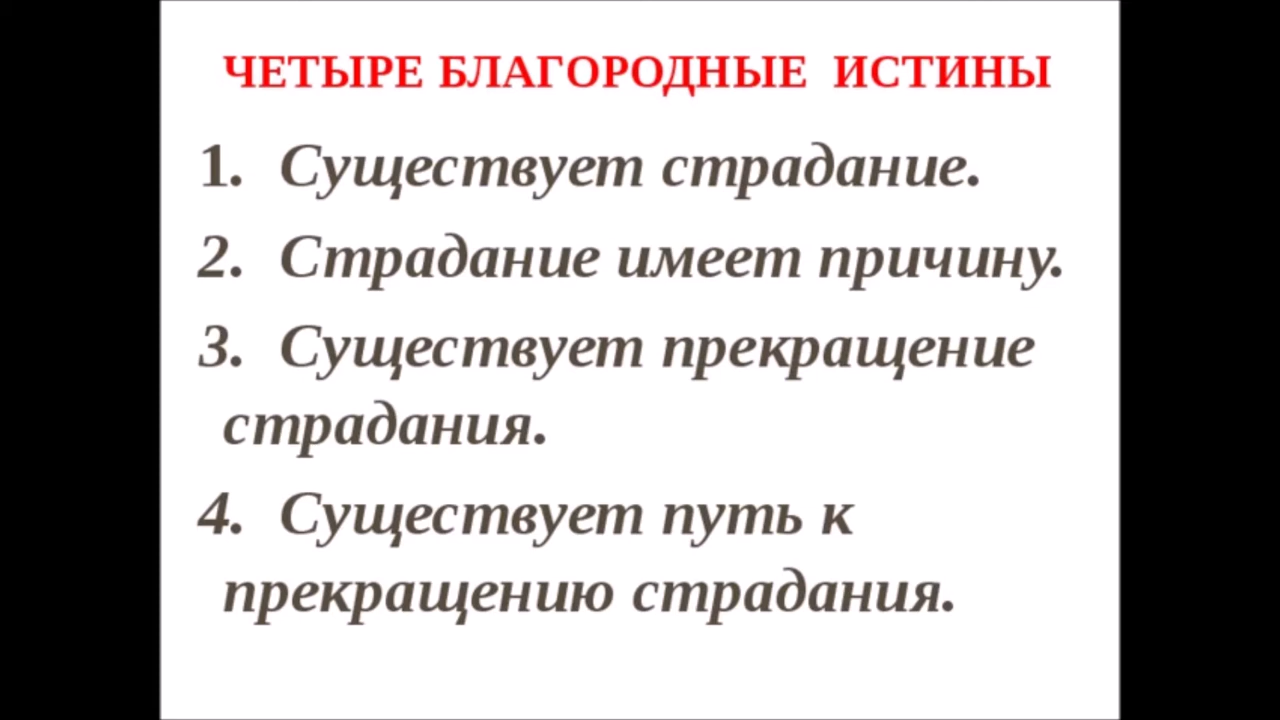 ЧЕТЫРЕ БЛАГОРОДНЫЕ ИСТИНЫ
1. Существует страдание.
2. Страдание имеет причину.
3. Существует прекращение
страдания.
4. Существует путь к
прекращению страдания.